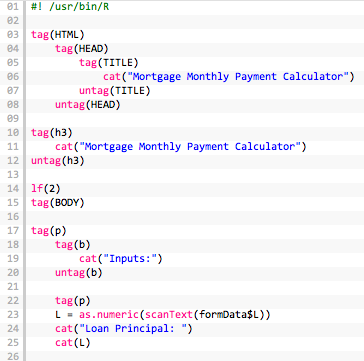 01 #! /usr/bin/R
02
03 tag(HTML)
04 tag(HEAD)
05 tag(TITLE)
06 cat("Mortgage Monthly Payment Calculator")
07 untag(TITLE)
08 untag(HEAD)
09
10 tag(h3)
11 cat("Mortgage Monthly Payment Calculator")
12 untag(h3)
13
14 lf(2)
15 tag(BODY)
16
17 tag(p)
18 tag(b)
19 cat("Inputs:")
20 untag(b)
21
22 tag(p)
23 L = as.numeric(scanText(formData$L))
24 cat("Loan Principal: ")
25 cat(L)
26